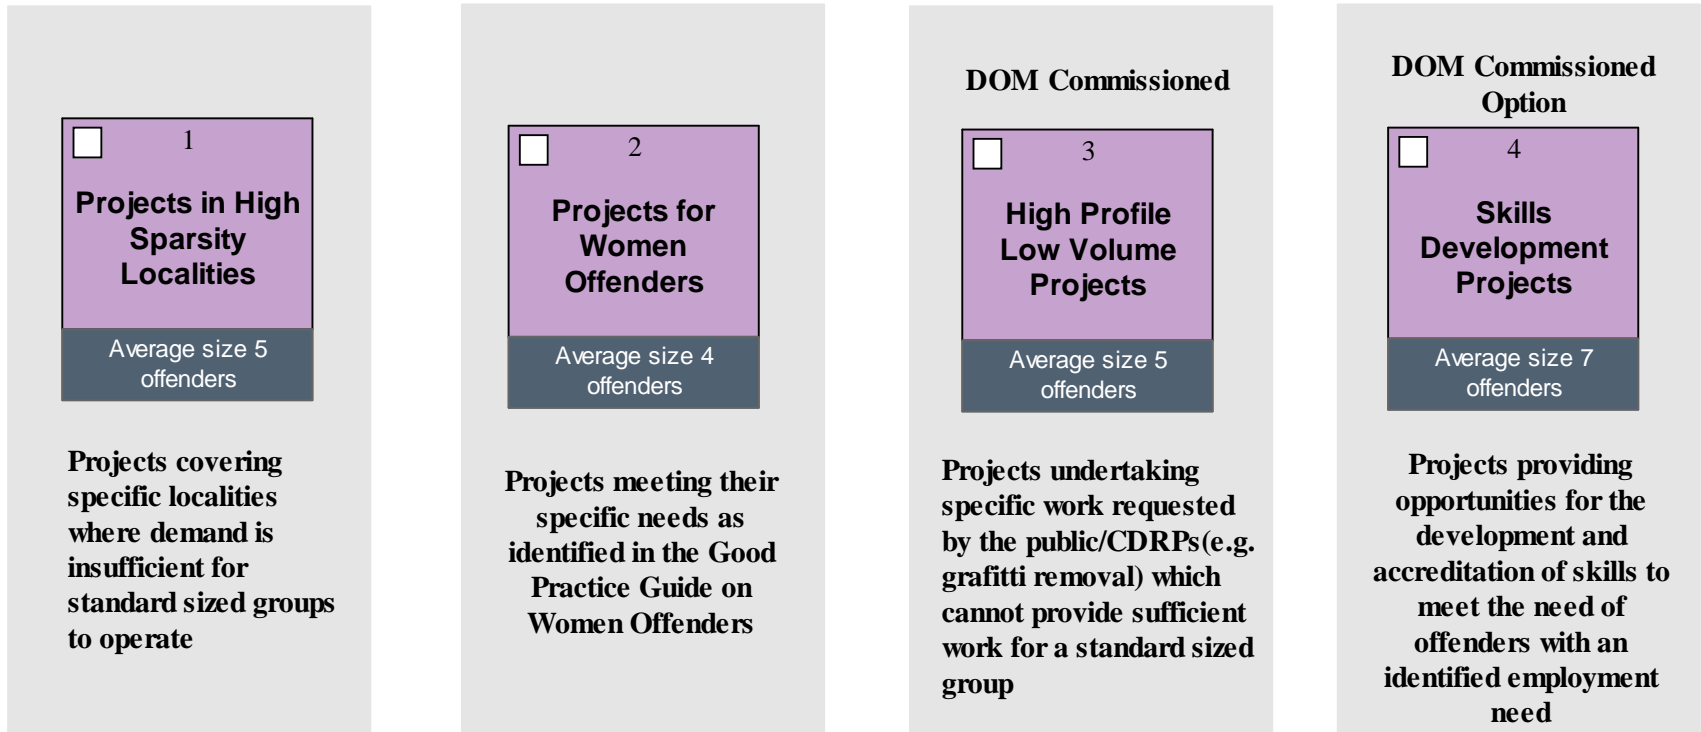 1
Projects in High
Sparsity
Localities
Average size 5
offenders
Projects covering
specific localities
where demand is
insufficient for
standard sized groups
to operate
2
Projects for
Women
Offenders
Average size 4
offenders
Projects meeting their
specific needs as
identified in the Good
Practice Guide on
Women Offenders
DOM Commissioned
3
High Profile
Low Volume
Projects
Average size 5
offenders
Projects undertaking
specific work requested
by the public/CDRPs(e.g.
grafitti removal) which
cannot provide sufficient
work for a standard sized
group
DOM Commissioned
Option
4
Skills
Development
Projects
Average size 7
offenders
Projects providing
opportunities for the
development and
accreditation of skills to
meet the need of
offenders with an
identified employment
need